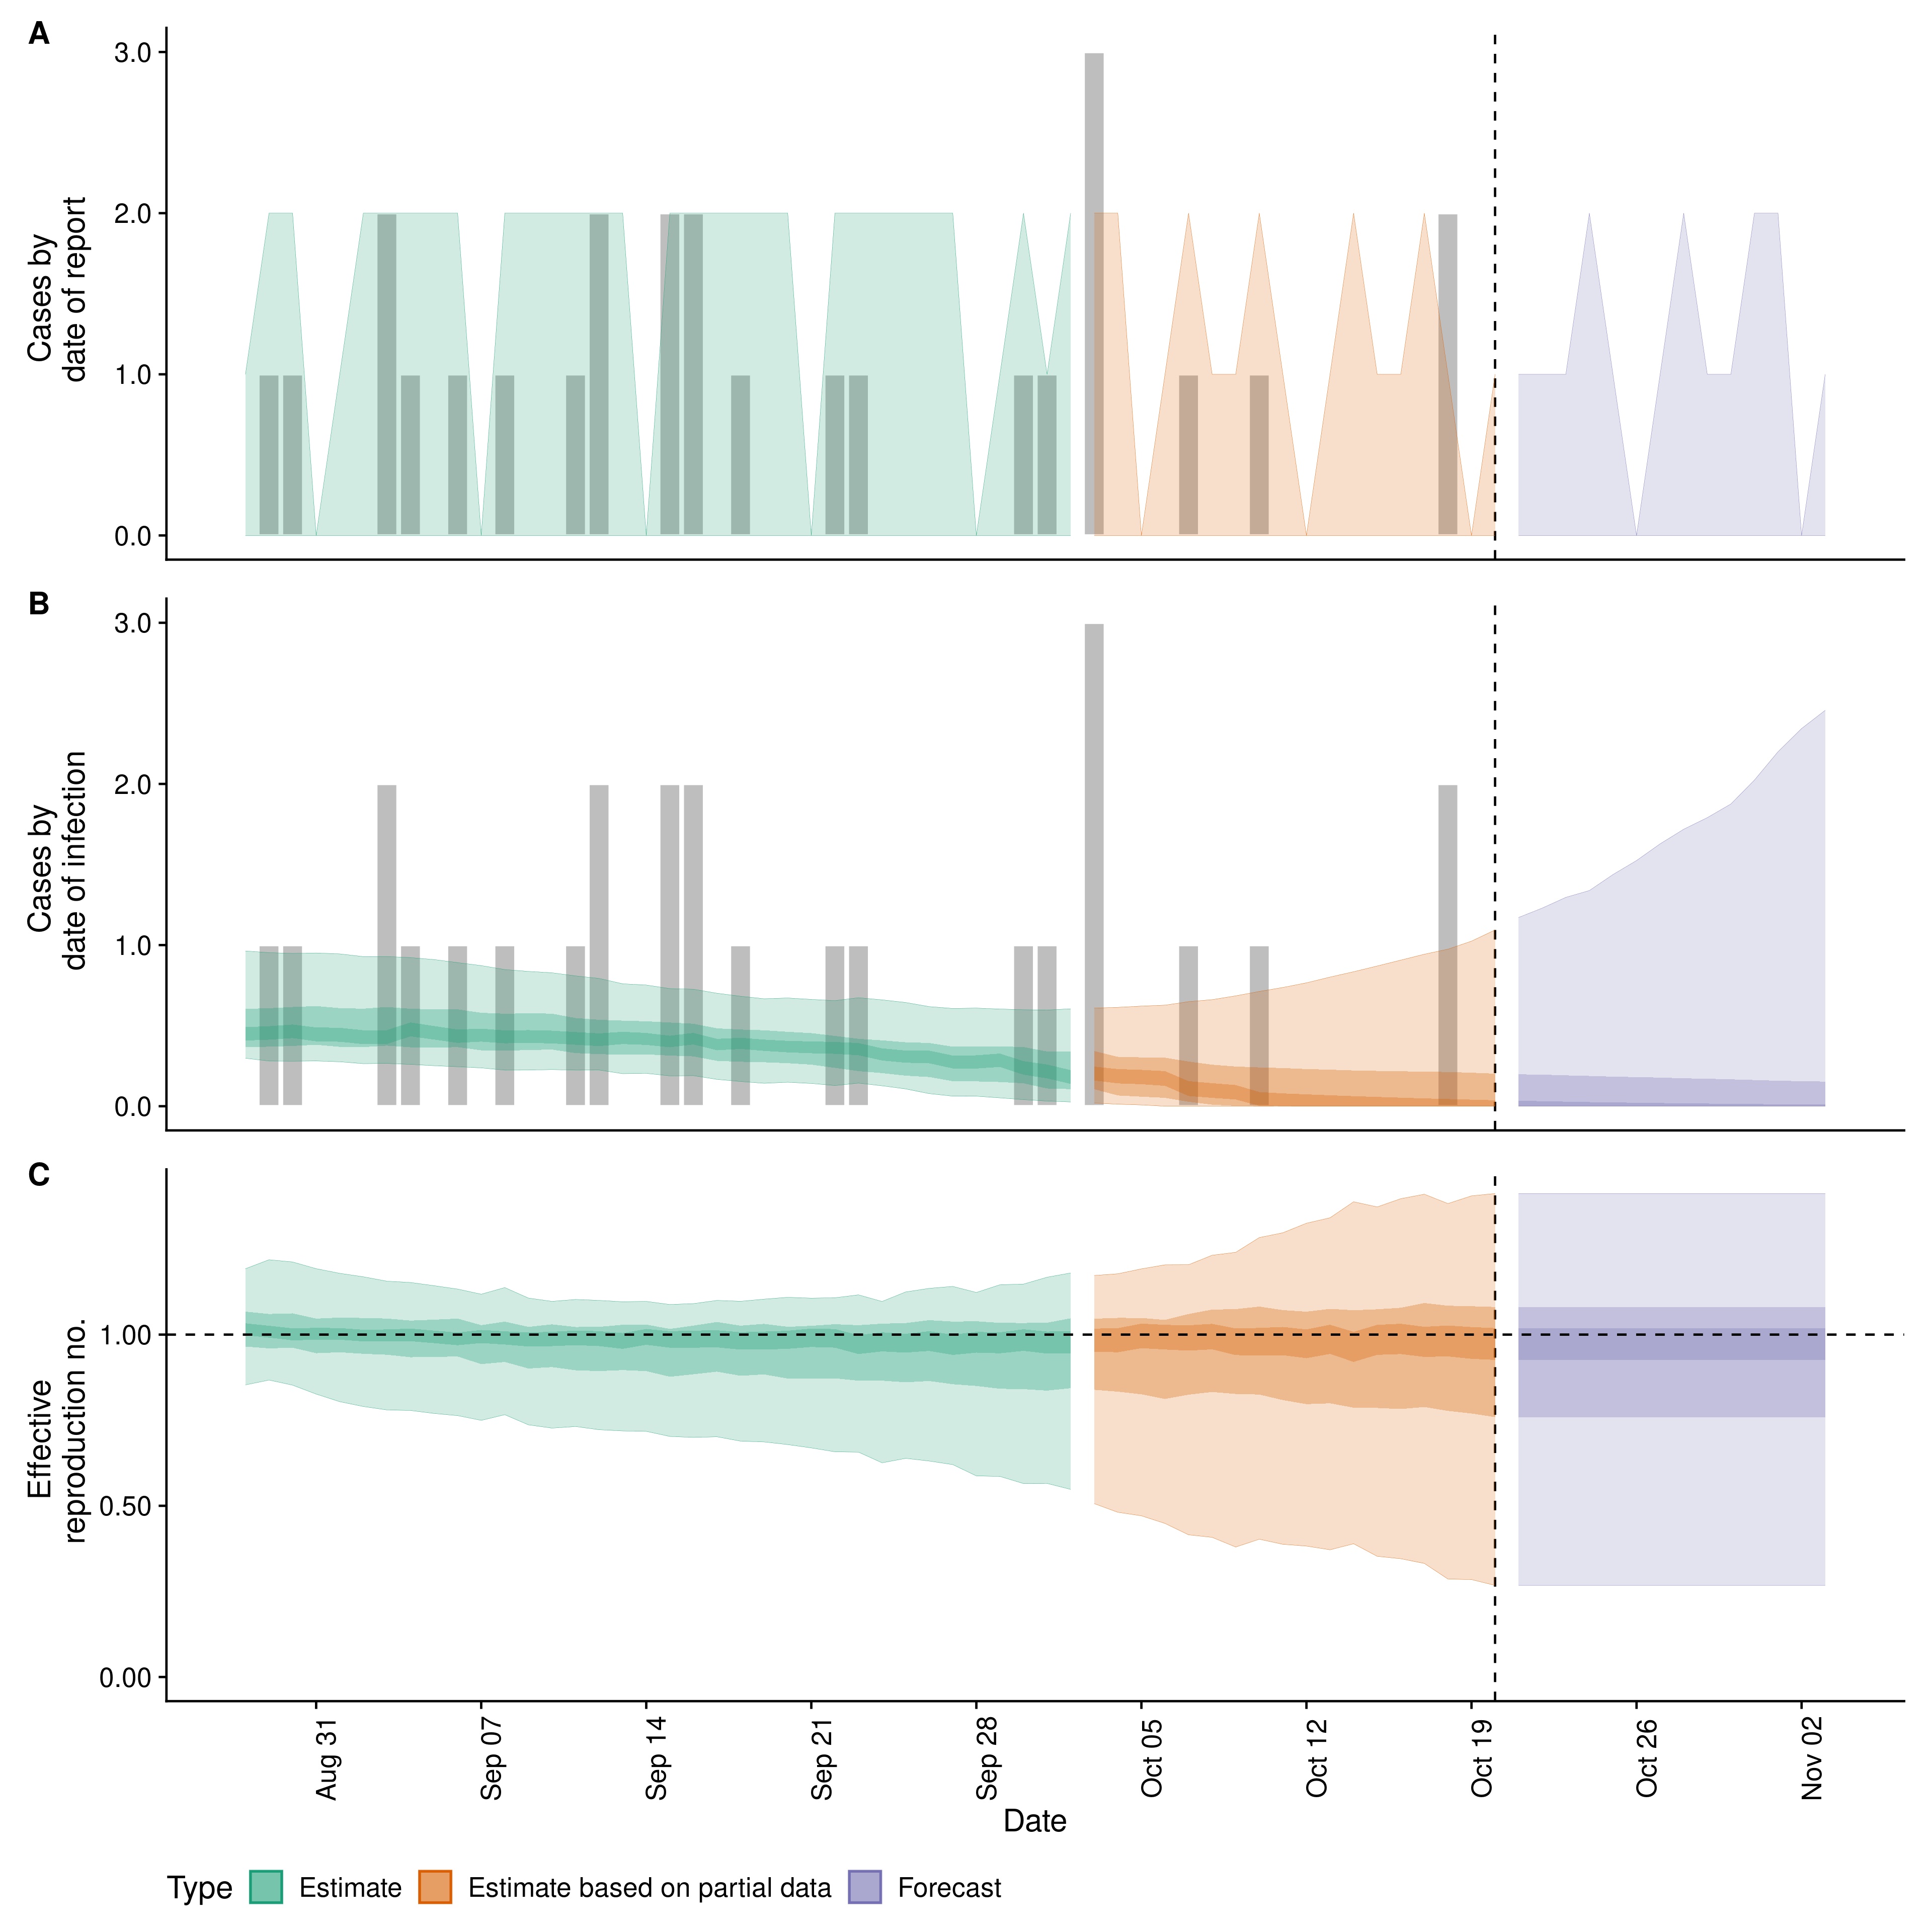 A
3.0
2.0
1.0
0.0
Cases by
date of report
B
3.0
2.0
1.0
0.0
Cases by
date of infection
C
1.00
0.50
0.00
Effective
reproduction no.
Aug 31
Sep 07
Sep 14
Sep 21
Sep 28
Oct 05
Oct 12
Oct 19
Oct 26
Nov 02
Date
Type Estimate Estimate based on partial data Forecast